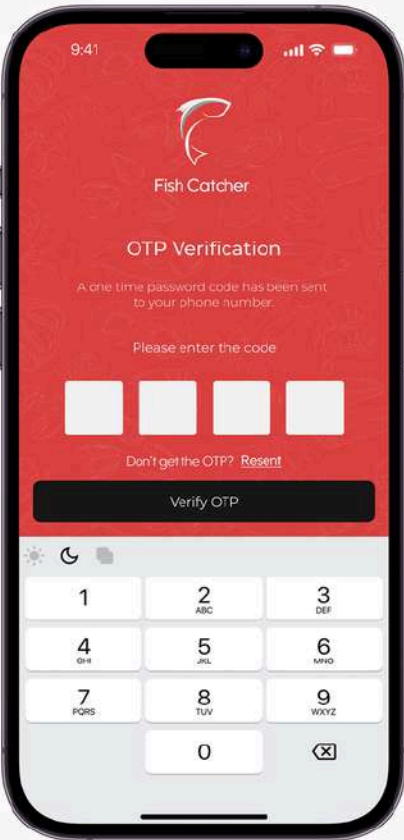 9:41
Fish Catcher
OTP Verification
A one time password code has been sent
to your phone number.
Please enter the code
Don't get the OTP? Resent
Verify OTP
1 2 3
ABC DEF
4 5 6
GHI JKL MNO
7 8 9
PQRS TUV WXYZ
0